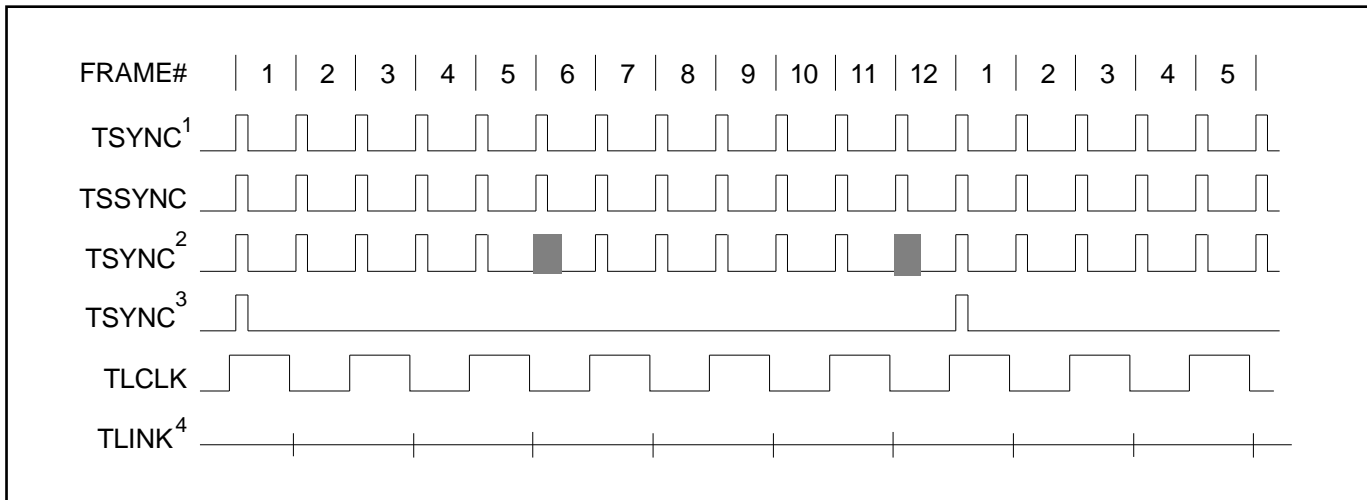 FRAME# 1 2 3 4 5 6 7 8 9 10 11 12 1 2 3 4 5
TSYNC1
TSSYNC
TSYNC2
TSYNC3
TLCLK
TLINK4